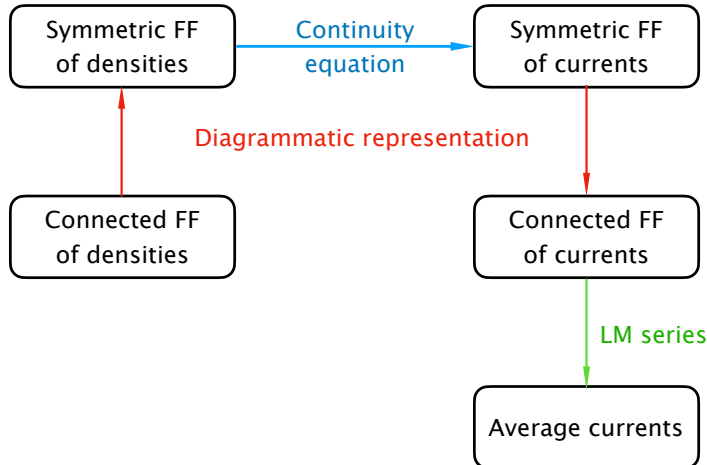 Symmetric FF
of densities
Continuity
equation
Symmetric FF
of currents
Diagrammatic representation
Connected FF
of densities
Connected FF
of currents
LM series
Average currents